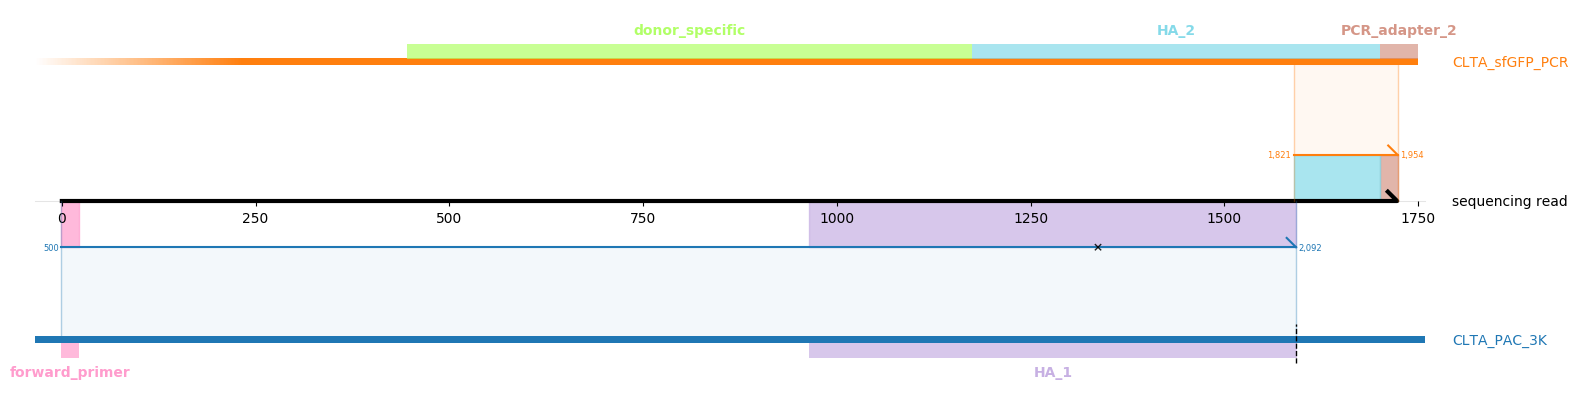 donor_specific HA_2 PCR_adapter_2
CLTA_sfGFP_PCR
1,821 1,954
sequencing read
0 250 500 750 1000 1250 1500 1750
500 2,092
CLTA_PAC_3K
forward_primer HA_1